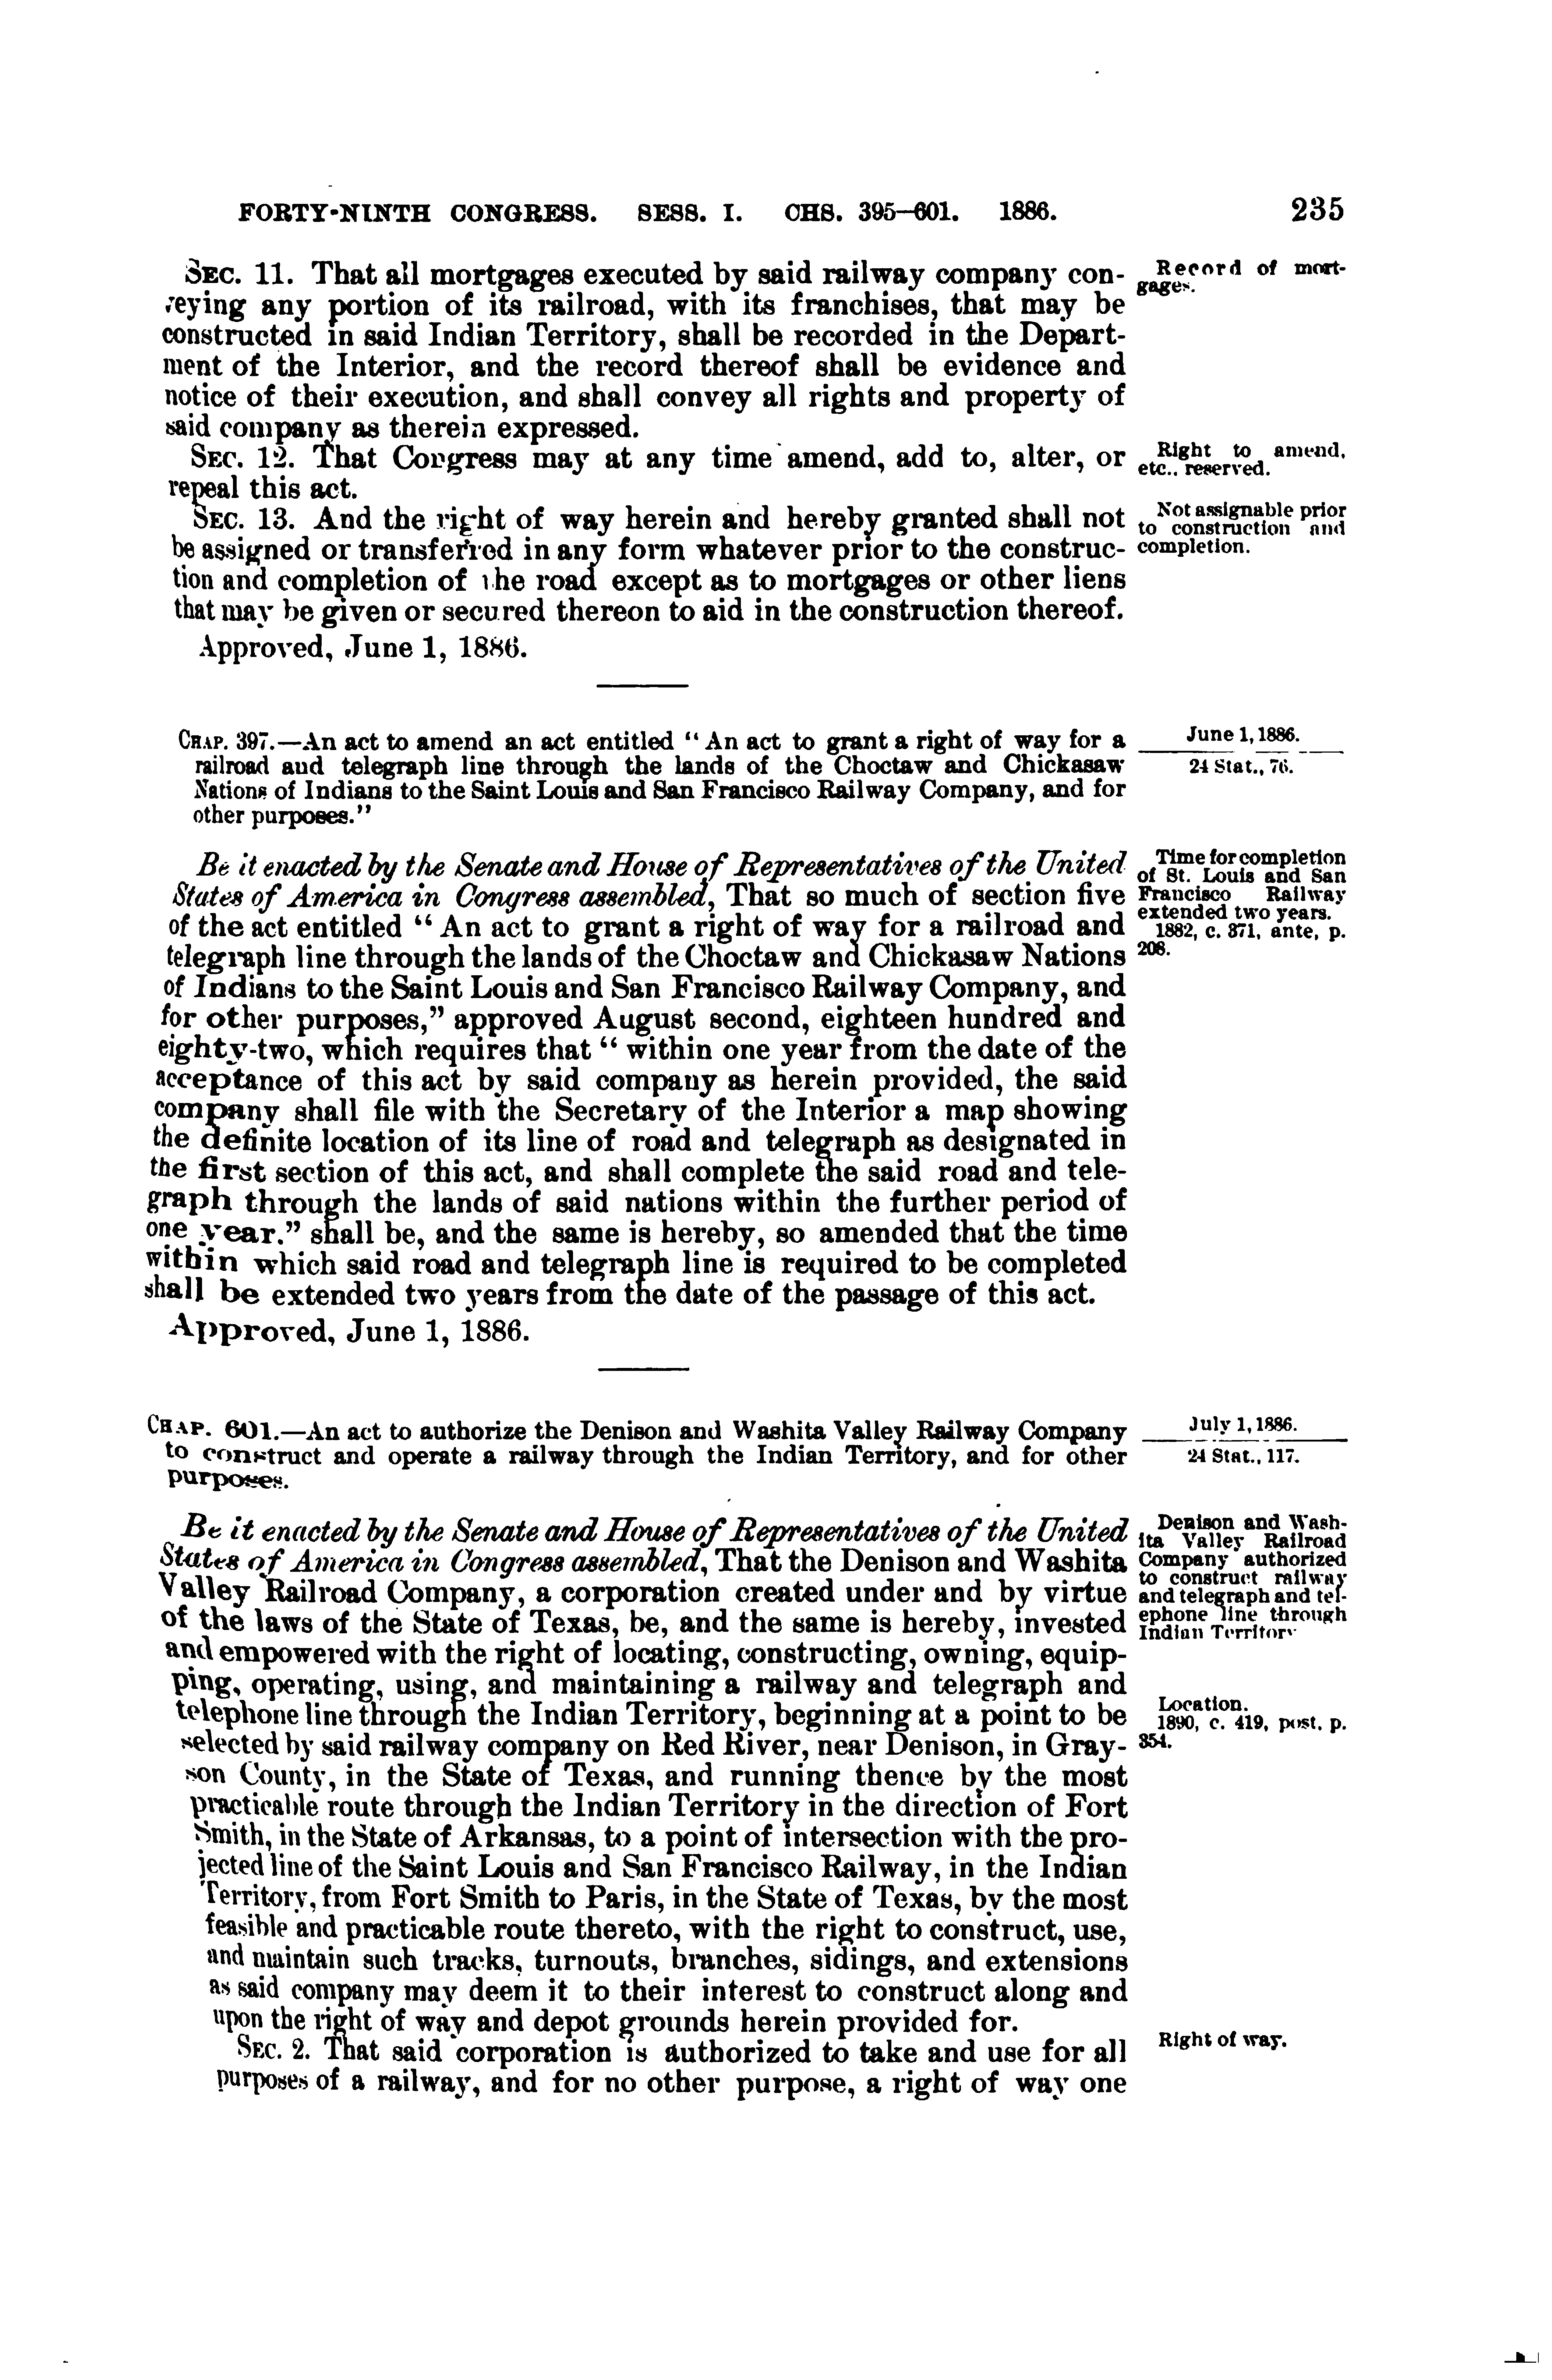 FORTY-NINTH CONGRESS. SESS. I. CHS. 395–601. 1886. 235
SEC. 11. That all mortgages executed by said railway company con-
veying any portion of its railroad, with its franchises, that may be
constructed in said Indian Territory, shall be recorded in the Depart-
ment of the Interior, and the record thereof shall be evidence and
notice of their execution, and shall convey all rights and property of
said company as therein expressed.
Record of mort-
gages.
SEC. 12. That Congress may at any time amend, add to, alter, or
repeal this act.
Right to amend,
etc., reserved.
SEC. 13. And the right of way herein and hereby granted shall not
be assigned or transferred in any form whatever prior to the construc-
tion and completion of the road except as to mortgages or other liens
that may be given or secured thereon to aid in the construction thereof.
Not assignable prior
to construction and
completion.
Approved, June 1, 1886.
CHAP. 397.—An act to amend an act entitled “An act to grant a right of way for a
railroad and telegraph line through the lands of the Choctaw and Chickasaw
Nations of Indians to the Saint Louis and San Francisco Railway Company, and for
other purposes.”
June 1, 1886.
24 Stat., 76.
Be it enacted by the Senate and House of Representatives of the United
States of America in Congress assembled, That so much of section five
of the act entitled “An act to grant a right of way for a railroad and
telegraph line through the lands of the Choctaw and Chickasaw Nations
of Indians to the Saint Louis and San Francisco Railway Company, and
for other purposes,” approved August second, eighteen hundred and
eighty-two, which requires that “within one year from the date of the
acceptance of this act by said company as herein provided, the said
company shall file with the Secretary of the Interior a map showing
the definite location of its line of road and telegraph as designated in
the first section of this act, and shall complete the said road and tele-
graph through the lands of said nations within the further period of
one year.” shall be, and the same is hereby, so amended that the time
within which said road and telegraph line is required to be completed
shall be extended two years from the date of the passage of this act.
Time for completion
of St. Louis and San
Francisco Railway
extended two years.
1882, c. 371, ante, p.
208.
Approved, June 1, 1886.
CHAP. 601.—An act to authorize the Denison and Washita Valley Railway Company
to construct and operate a railway through the Indian Territory, and for other
purposes.
July 1, 1886.
24 Stat., 117.
Be it enacted by the Senate and House of Representatives of the United
States of America in Congress assembled, That the Denison and Washita
Valley Railroad Company, a corporation created under and by virtue
of the laws of the State of Texas, be, and the same is hereby, invested
and empowered with the right of locating, constructing, owning, equip-
ping, operating, using, and maintaining a railway and telegraph and
telephone line through the Indian Territory, beginning at a point to be
selected by said railway company on Red River, near Denison, in Gray-
son County, in the State of Texas, and running thence by the most
practicable route through the Indian Territory in the direction of Fort
Smith, in the State of Arkansas, to a point of intersection with the pro-
jected line of the Saint Louis and San Francisco Railway, in the Indian
Territory, from Fort Smith to Paris, in the State of Texas, by the most
feasible and practicable route thereto, with the right to construct, use,
and maintain such tracks, turnouts, branches, sidings, and extensions
as said company may deem it to their interest to construct along and
upon the right of way and depot grounds herein provided for.
Denison and Wash-
ita Valley Railroad
Company authorized
to construct railway
and telegraph and tel-
ephone line through
Indian Territory
Location.
1890, c. 419, post, p.
354.
SEC. 2. That said corporation is authorized to take and use for all
purposes of a railway, and for no other purpose, a right of way one
Right of way.